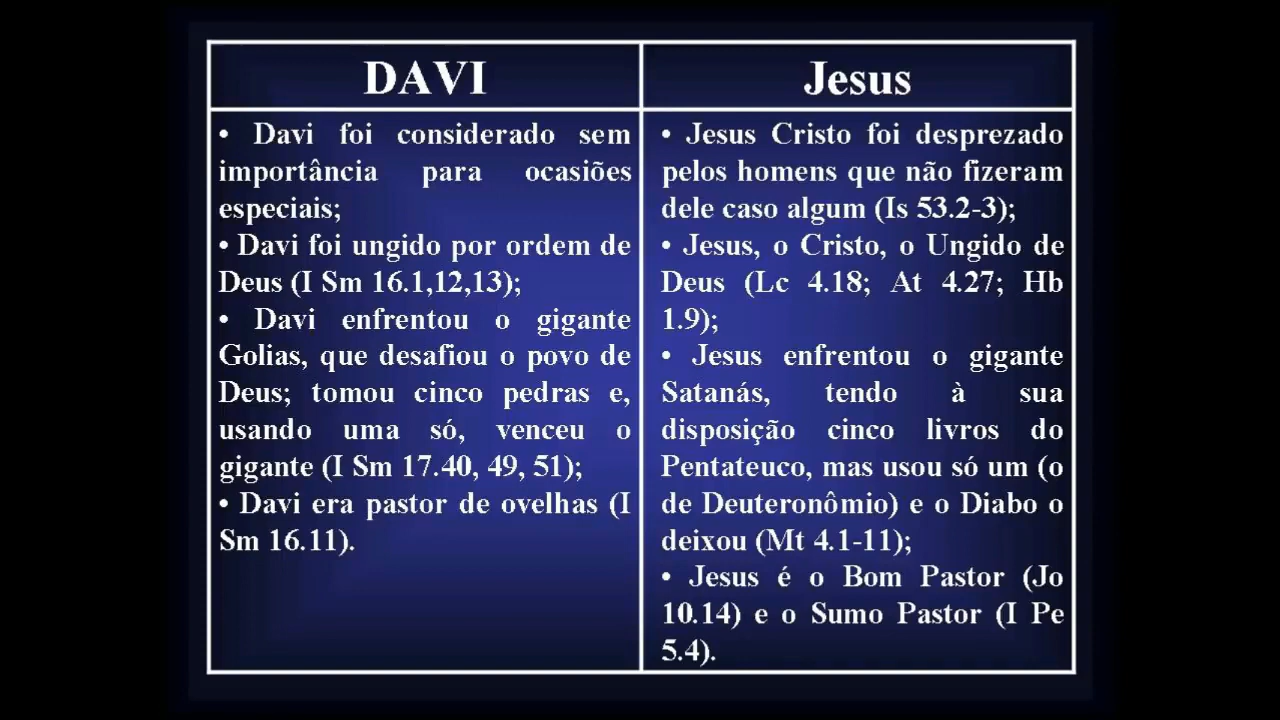 DAVI
• Davi foi considerado sem
importância para ocasiões
especiais;
• Davi foi ungido por ordem de
Deus (I Sm 16.1,12,13);
• Davi enfrentou o gigante
Golias, que desafiou o povo de
Deus; tomou cinco pedras e,
usando uma só, venceu o
gigante (I Sm 17.40, 49, 51);
• Davi era pastor de ovelhas (I
Sm 16.11).
Jesus
• Jesus Cristo foi desprezado
pelos homens que não fizeram
dele caso algum (Is 53.2-3);
• Jesus, o Cristo, o Ungido de
Deus (Lc 4.18; At 4.27; Hb
1.9);
• Jesus enfrentou o gigante
Satanás, tendo à sua
disposição cinco livros do
Pentateuco, mas usou só um (o
de Deuteronômio) e o Diabo o
deixou (Mt 4.1-11);
• Jesus é o Bom Pastor (Jo
10.14) e o Sumo Pastor (I Pe
5.4).